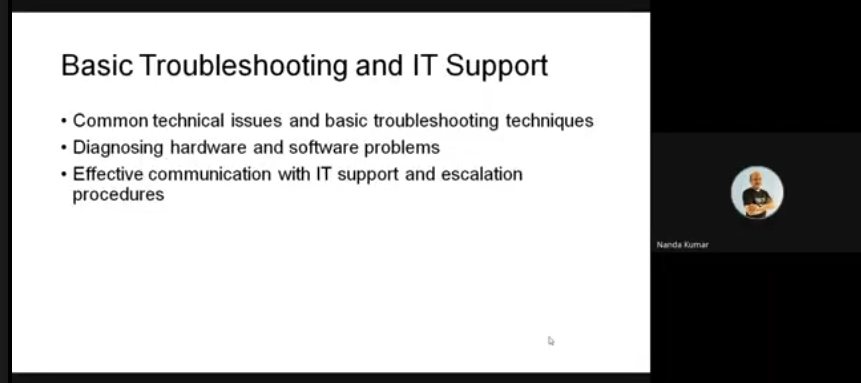 Basic Troubleshooting and IT Support
• Common technical issues and basic troubleshooting techniques
• Diagnosing hardware and software problems
• Effective communication with IT support and escalation
procedures
Nanda Kumar